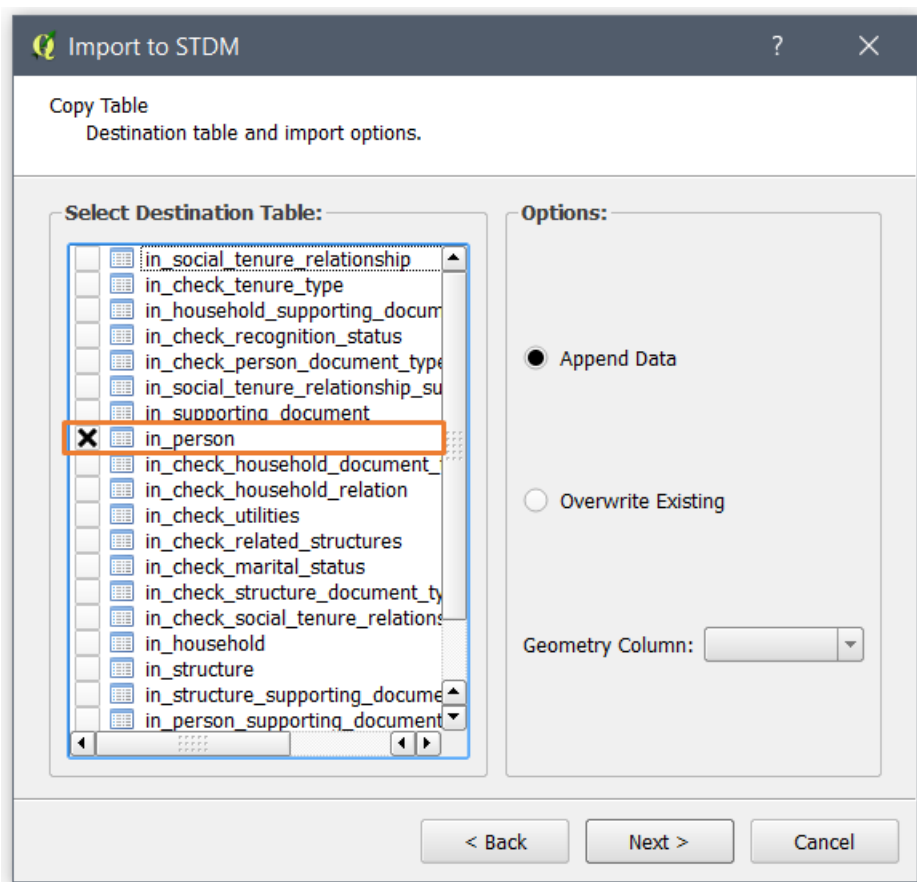 Import to STDM
?
Copy Table
Destination table and import options.
Select Destination Table:
in_social_tenure_relationship
in_check_tenure_type
in_household_supporting_docum
in_check_recognition_status
in_check_person_document_type
in_social_tenure_relationship_su
in_supporting_document
in_person
in_check_household_document_
in_check_household_relation
in_check_utilities
in_check_related_structures
in_check_marital_status
in_check_structure_document_ty
in_check_social_tenure_relations
in_household
in_structure
in_structure_supporting_docume
in_person_supporting_document
Options:
Append Data
Overwrite Existing
Geometry Column:
< Back
Next >
Cancel